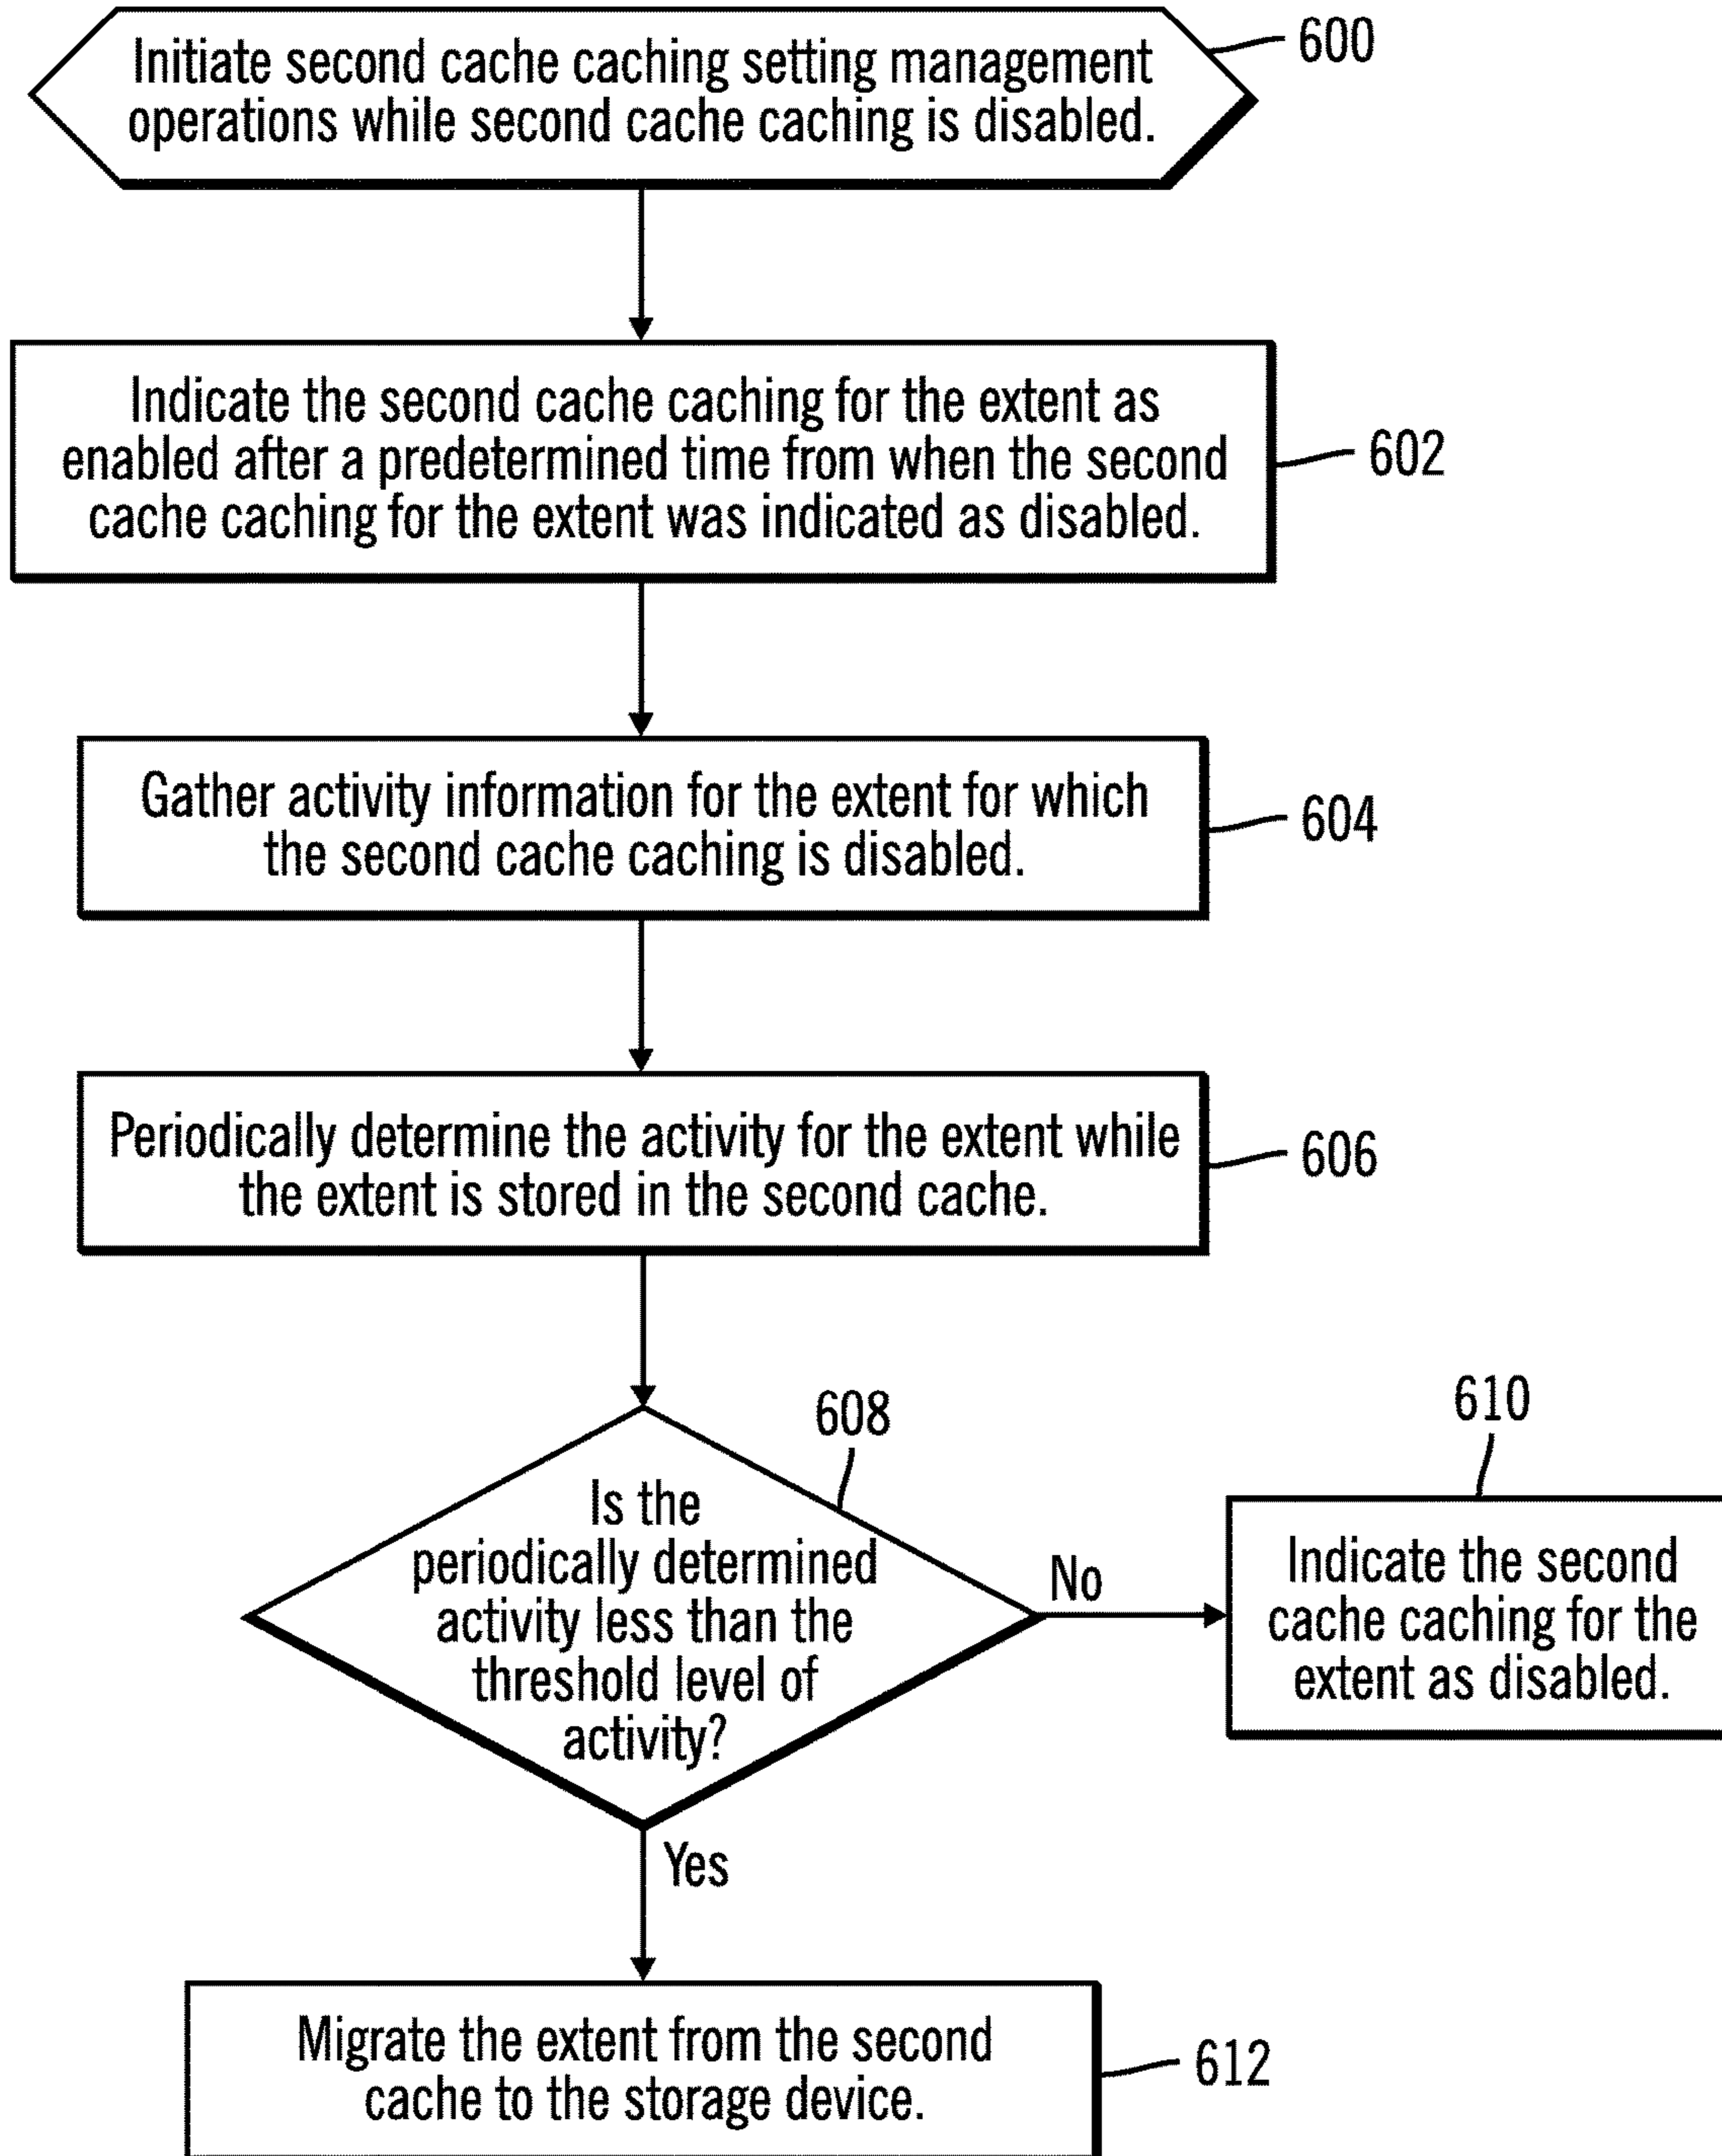 Initiate second cache caching setting management
operations while second cache caching is disabled.
600
Indicate the second cache caching for the extent as
enabled after a predetermined time from when the second
cache caching for the extent was indicated as disabled.
602
Gather activity information for the extent for which
the second cache caching is disabled.
604
Periodically determine the activity for the extent while
the extent is stored in the second cache.
606
608
Is the
periodically determined
activity less than the
threshold level of
activity?
No
610
Indicate the second
cache caching for the
extent as disabled.
Yes
Migrate the extent from the second
cache to the storage device.
612